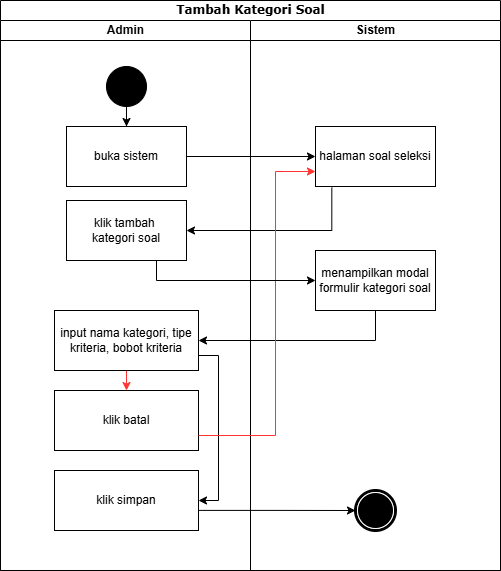 Tambah Kategori Soal
Admin
Sistem
buka sistem
halaman soal seleksi
klik tambah
kategori soal
menampilkan modal
formulir kategori soal
input nama kategori, tipe
kriteria, bobot kriteria
klik batal
klik simpan